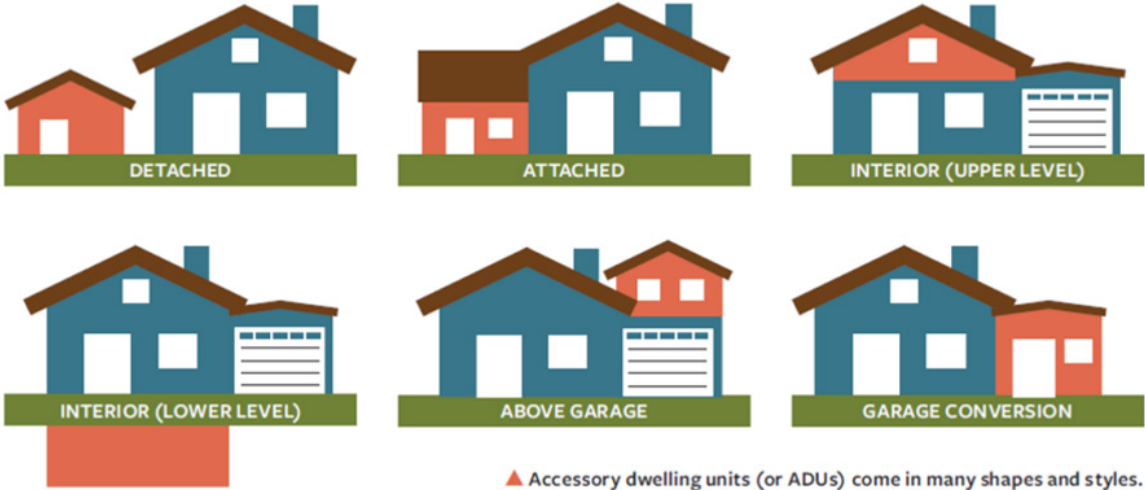 DETACHED
ATTACHED
INTERIOR (UPPER LEVEL)
INTERIOR (LOWER LEVEL)
ABOVE GARAGE
GARAGE CONVERSION
▲ Accessory dwelling units (or ADUs) come in many shapes and styles.